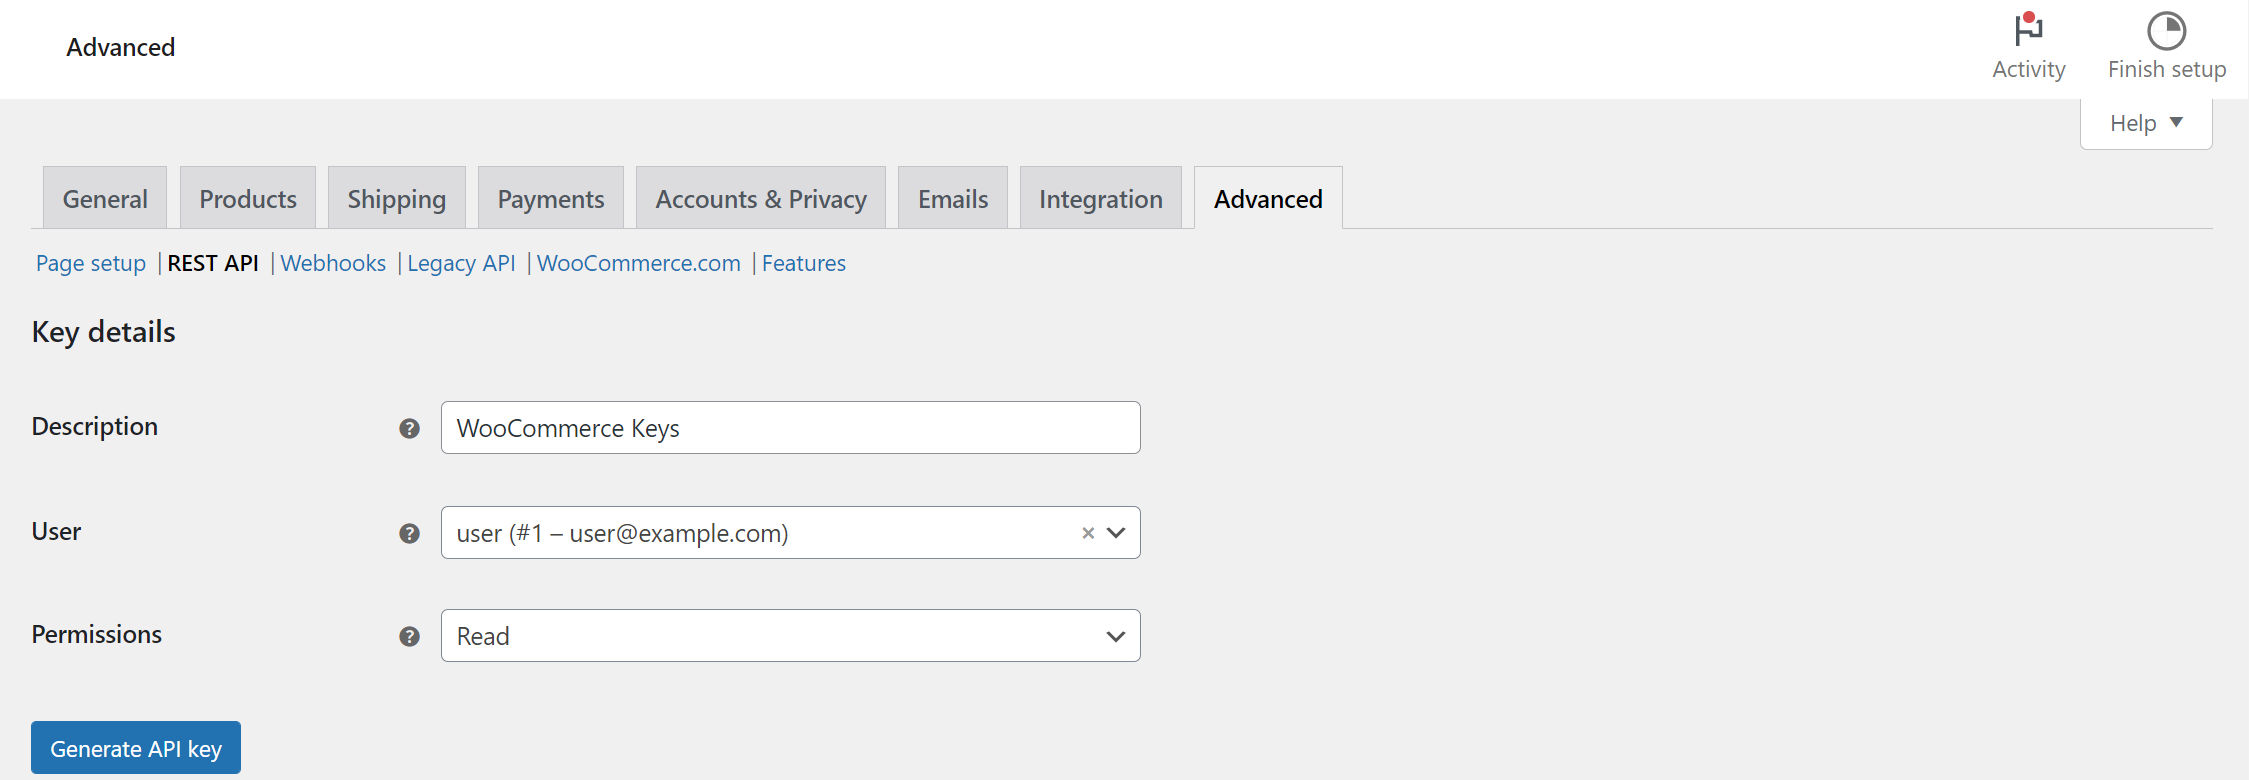 Advanced
Activity
Finish setup
Help
General Products Shipping Payments Accounts & Privacy Emails Integration Advanced
Page setup | REST API | Webhooks | Legacy API | WooCommerce.com | Features
Key details
Description ? WooCommerce Keys
User ? user (#1 – user@example.com) ×
Permissions ? Read
Generate API key